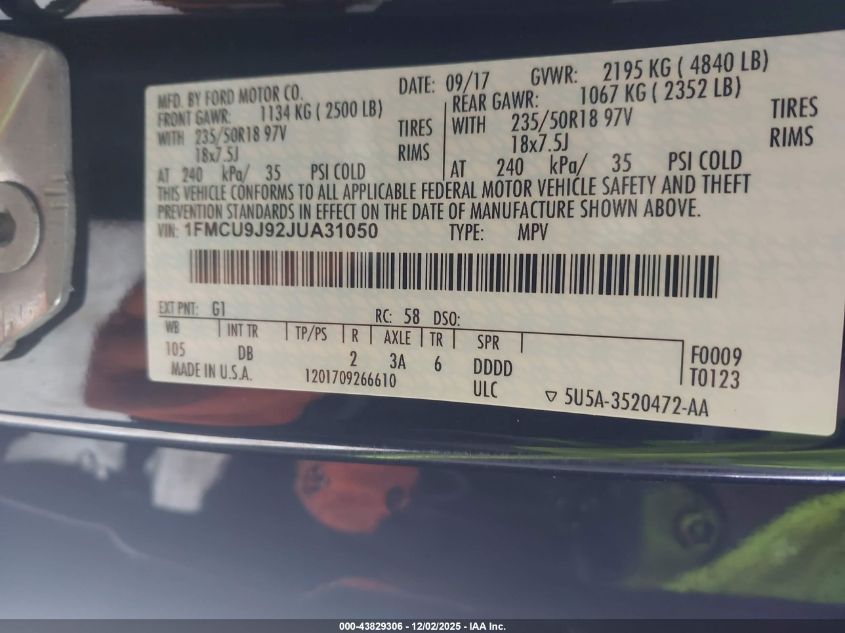 MFD. BY FORD MOTOR CO. DATE: 09/17 GVWR: 2195 KG ( 4840 LB)
FRONT GAWR: 1134 KG ( 2500 LB) REAR GAWR: 1067 KG ( 2352 LB)
WITH 235/50R18 97V TIRES WITH 235/50R18 97V TIRES
18x7.5J RIMS 18x7.5J RIMS
AT 240 kPa/ 35 PSI COLD AT 240 kPa/ 35 PSI COLD
THIS VEHICLE CONFORMS TO ALL APPLICABLE FEDERAL MOTOR VEHICLE SAFETY AND THEFT
PREVENTION STANDARDS IN EFFECT ON THE DATE OF MANUFACTURE SHOWN ABOVE.
VIN: 1FMCU9J92JUA31050 TYPE: MPV
EXT PNT: G1 RC: 58 DSO:
WB INT TR TP/PS R AXLE TR SPR
105 DB 2 3A 6 DDDD F0009
MADE IN U.S.A. 1201709266610 ULC T0123
▽ 5U5A-3520472-AA
000-43829306 - 12/02/2025 - IAA Inc.